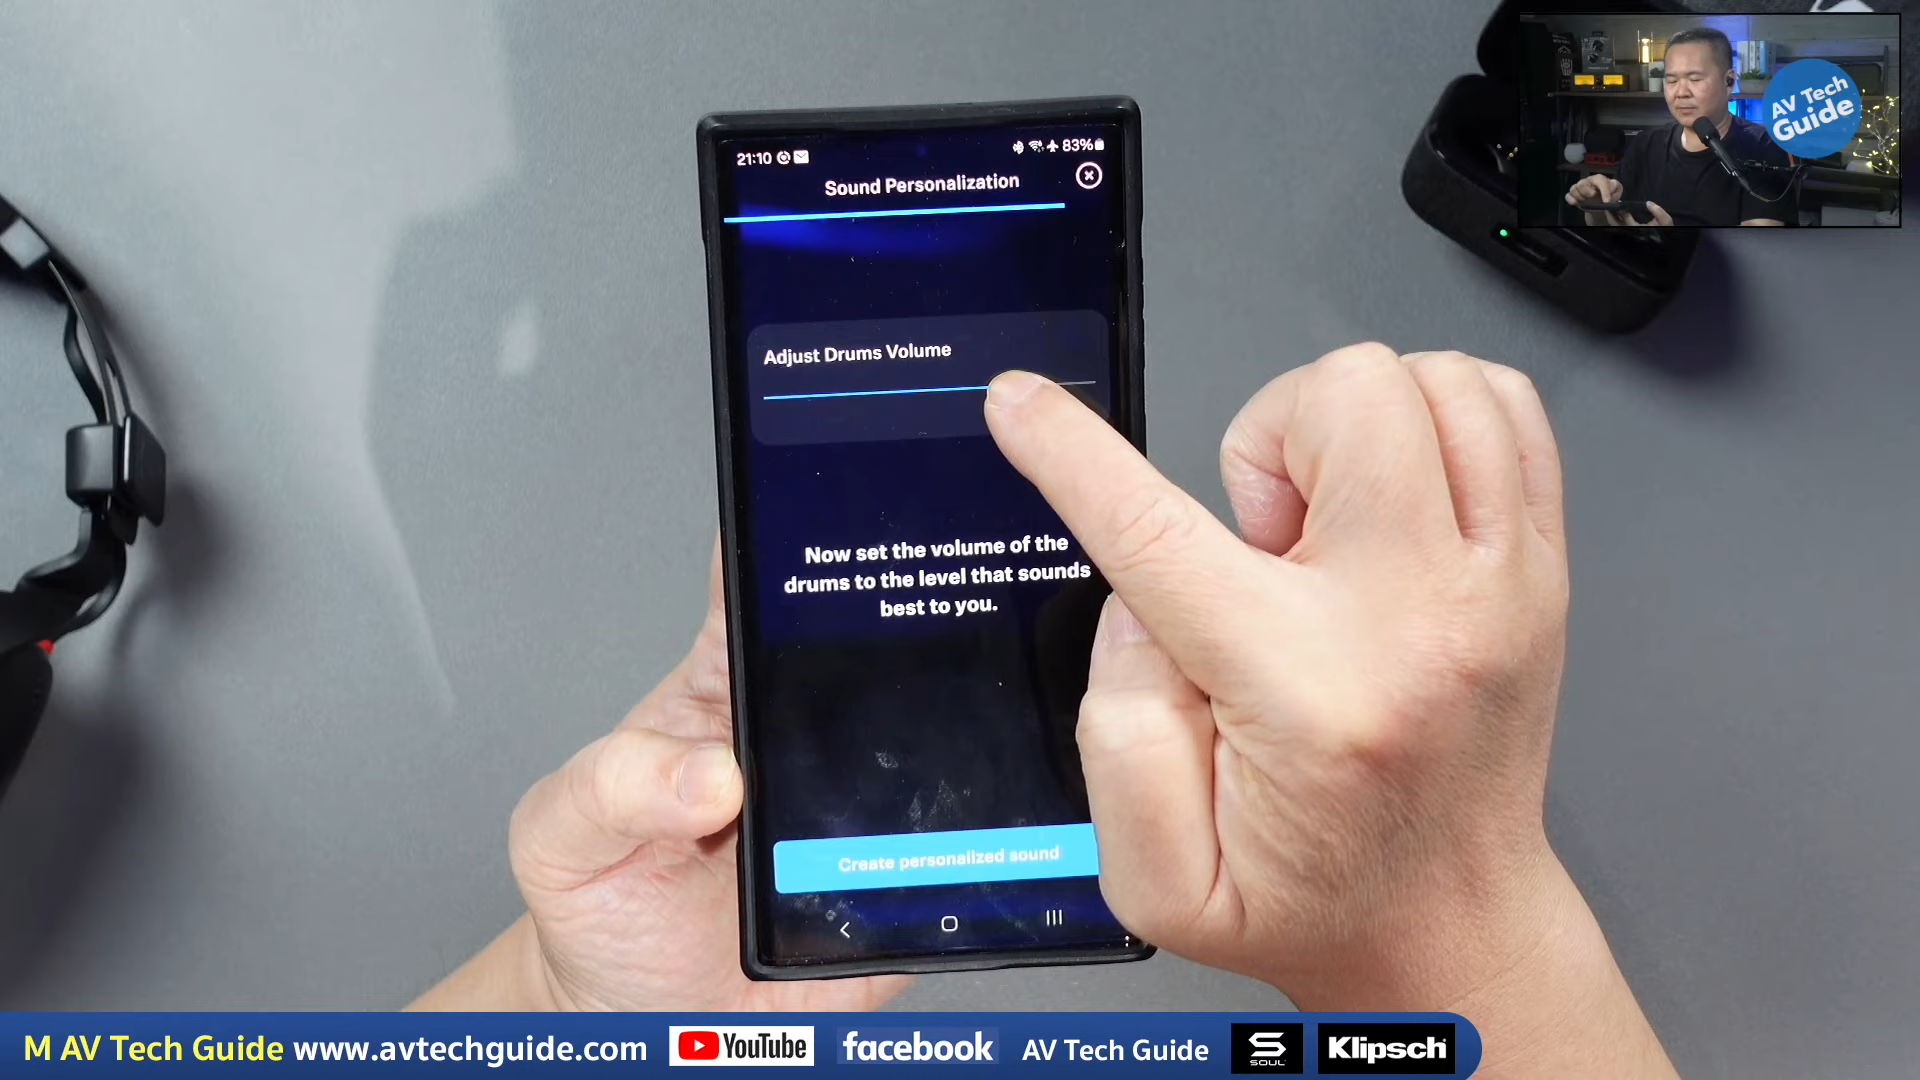 AV Tech
Guide
21:10
83%
Sound Personalization
Adjust Drums Volume
Now set the volume of the
drums to the level that sounds
best to you.
Create personalized sound
M AV Tech Guide www.avtechguide.com
YouTube
facebook
AV Tech Guide
SOUL
Klipsch